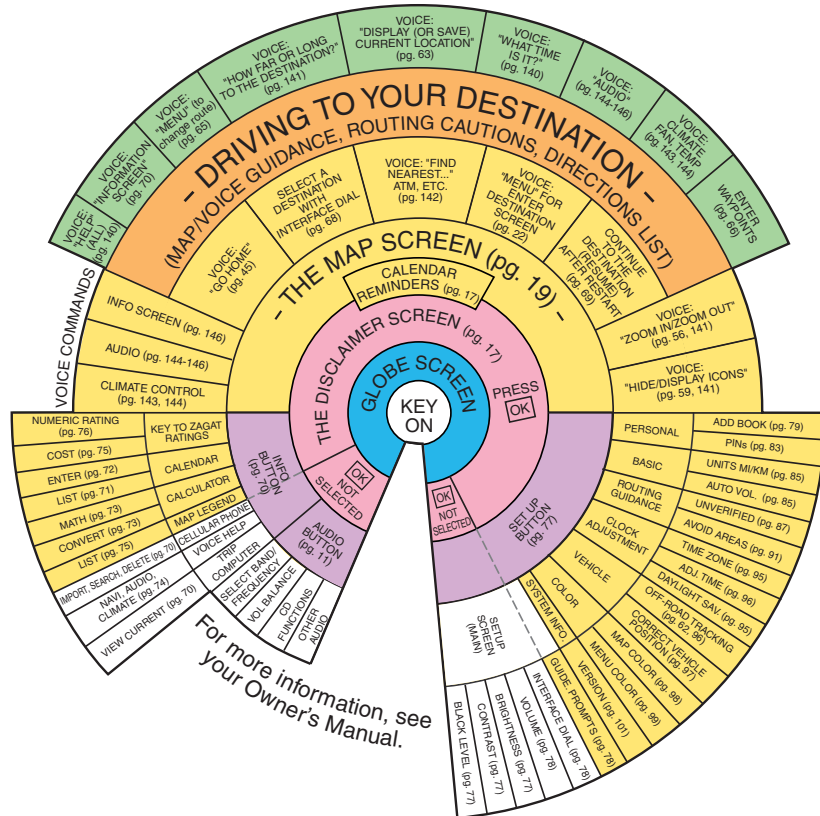 VOICE:
"HELP"
(ALL)
(pg. 140)
VOICE:
"INFORMATION
SCREEN"
(pg. 70)
VOICE:
"MENU" (to
change route)
(pg. 65)
VOICE:
"HOW FAR OR LONG
TO THE DESTINATION?"
(pg. 141)
VOICE:
"DISPLAY (OR SAVE)
CURRENT LOCATION"
(pg. 63)
VOICE:
"WHAT TIME
IS IT?"
(pg. 140)
VOICE:
"AUDIO"
(pg. 144-146)
VOICE:
CLIMATE
FAN, TEMP
(pg. 143, 144)
ENTER
WAYPOINTS
(pg. 66)
- DRIVING TO YOUR DESTINATION -
(MAP/VOICE GUIDANCE, ROUTING CAUTIONS, DIRECTIONS LIST)
VOICE:
"GO HOME"
(pg. 45)
SELECT A
DESTINATION
WITH
INTERFACE DIAL
(pg. 68)
VOICE: "FIND
NEAREST..."
ATM, ETC.
(pg. 142)
VOICE:
"MENU" FOR
ENTER
DESTINATION
SCREEN
(pg. 22)
CONTINUE
TO THE
DESTINATION
(RESUME)
AFTER RESTART
(pg. 69)
VOICE COMMANDS
INFO SCREEN (pg. 146)
AUDIO (pg. 144-146)
CLIMATE CONTROL
(pg. 143, 144)
- THE MAP SCREEN (pg. 19) -
VOICE:
"ZOOM IN/ZOOM OUT"
(pg. 56, 141)
VOICE:
"HIDE/DISPLAY ICONS"
(pg. 59, 141)
CALENDAR
REMINDERS (pg. 17)
THE DISCLAIMER SCREEN (pg. 17)
PRESS
OK
GLOBE SCREEN
KEY
ON
NUMERIC RATING
(pg. 76)
COST (pg. 75)
ENTER (pg. 72)
LIST (pg. 71)
MATH (pg. 73)
CONVERT (pg. 73)
LIST (pg. 75)
IMPORT, SEARCH, DELETE (pg. 70)
NAVI, AUDIO,
CLIMATE (pg. 74)
VIEW CURRENT (pg. 70)
KEY TO ZAGAT
RATINGS
CALENDAR
CALCULATOR
MAP LEGEND
CELLULAR PHONE
VOICE HELP
TRIP
COMPUTER
SELECT BAND/
FREQUENCY
VOL BALANCE
CD
FUNCTIONS
OTHER
AUDIO
INFO
BUTTON
(pg. 70)
AUDIO
BUTTON
(pg. 11)
OK
NOT
SELECTED
OK
NOT
SELECTED
SET UP
BUTTON
(pg. 77)
PERSONAL
BASIC
ROUTING
GUIDANCE
CLOCK
ADJUSTMENT
VEHICLE
COLOR
SYSTEM INFO.
SETUP
SCREEN
(MAIN)
ADD BOOK (pg. 79)
PINs (pg. 83)
UNITS MI/KM (pg. 85)
AUTO VOL. (pg. 85)
UNVERIFIED (pg. 87)
AVOID AREAS (pg. 91)
TIME ZONE (pg. 95)
ADJ. TIME (pg. 96)
DAYLIGHT SAV. (pg. 95)
OFF-ROAD TRACKING
(pg. 62, 96)
CORRECT VEHICLE
POSITION (pg. 97)
MAP COLOR (pg. 98)
MENU COLOR (pg. 99)
VERSION (pg. 101)
GUIDE. PROMPTS (pg. 78)
INTERFACE DIAL (pg. 78)
VOLUME (pg. 78)
BRIGHTNESS (pg. 77)
CONTRAST (pg. 77)
BLACK LEVEL (pg. 77)
For more information, see
your Owner's Manual.